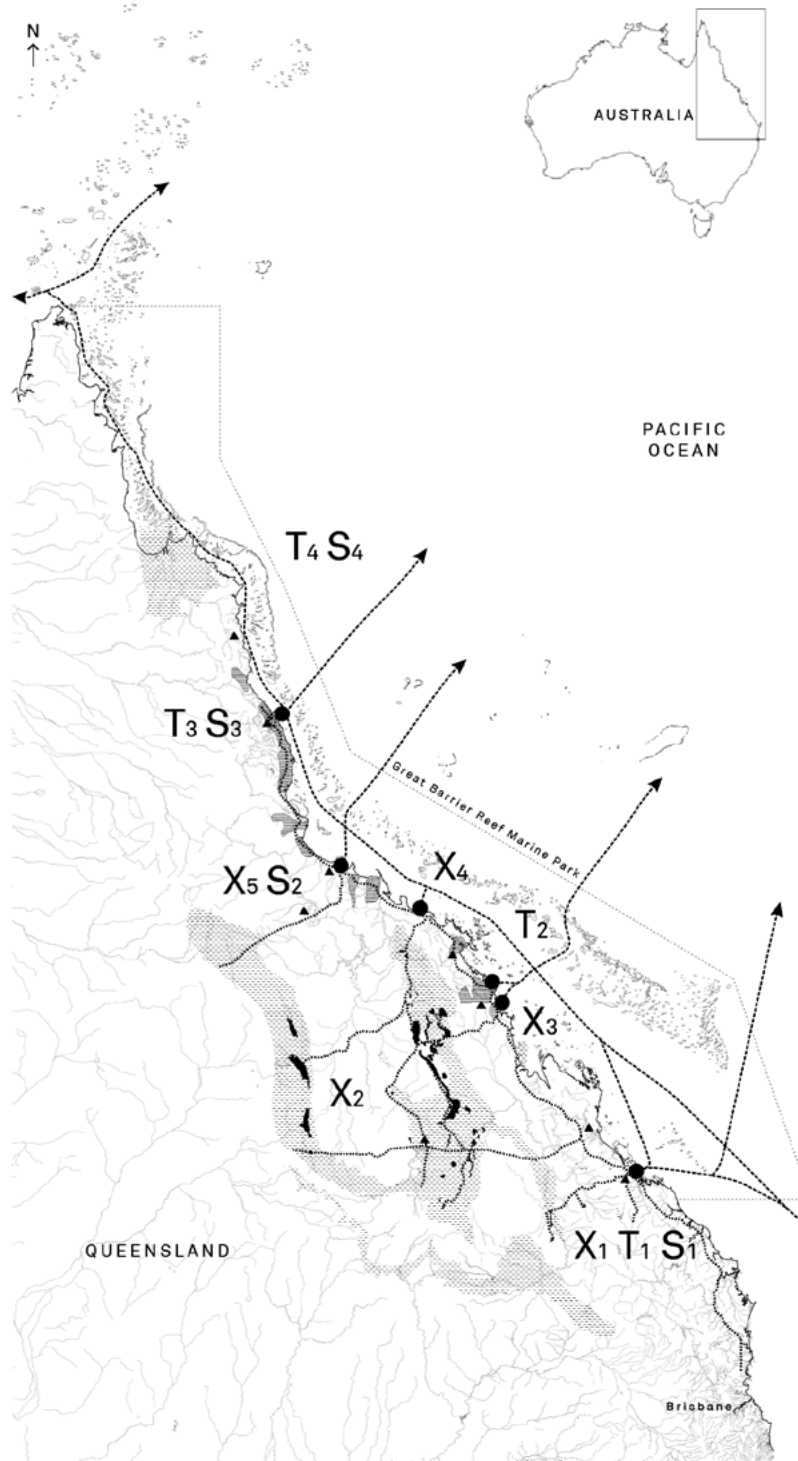 N
AUSTRALIA
PACIFIC
OCEAN
T4 S4
T3 S3
Great Barrier Reef Marine Park
X4
X5 S2
T2
X3
X2
X1 T1 S1
QUEENSLAND
Brisbane